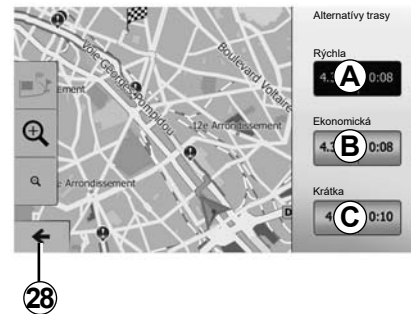 Alternatívy trasy
Voie Georges Pompidou
Boulevard Voltaire
Rýchla
A 0:08
ement
12e Arrondissement
Ekonomická
B 0:08
e Arrondissement
Krátka
4 C 0:10
D
28